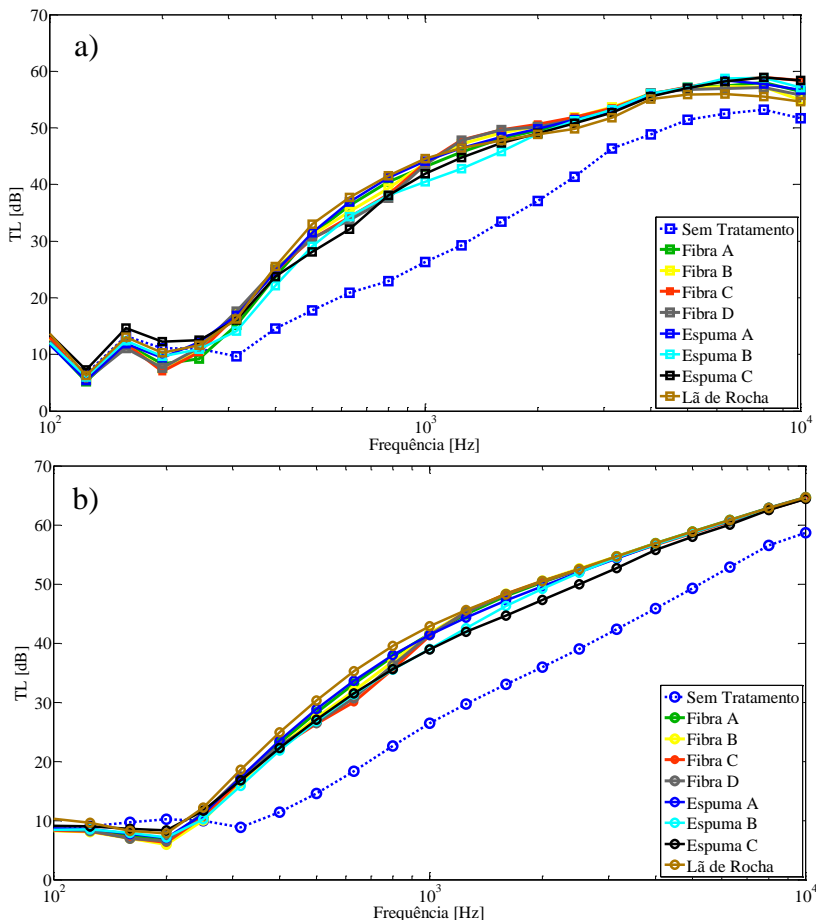 a)
70
60
50
40
30
20
10
0
TL [dB]
10^2
10^3
10^4
Frequência [Hz]
Sem Tratamento
Fibra A
Fibra B
Fibra C
Fibra D
Espuma A
Espuma B
Espuma C
Lã de Rocha
b)
70
60
50
40
30
20
10
0
TL [dB]
10^2
10^3
10^4
Frequência [Hz]
Sem Tratamento
Fibra A
Fibra B
Fibra C
Fibra D
Espuma A
Espuma B
Espuma C
Lã de Rocha